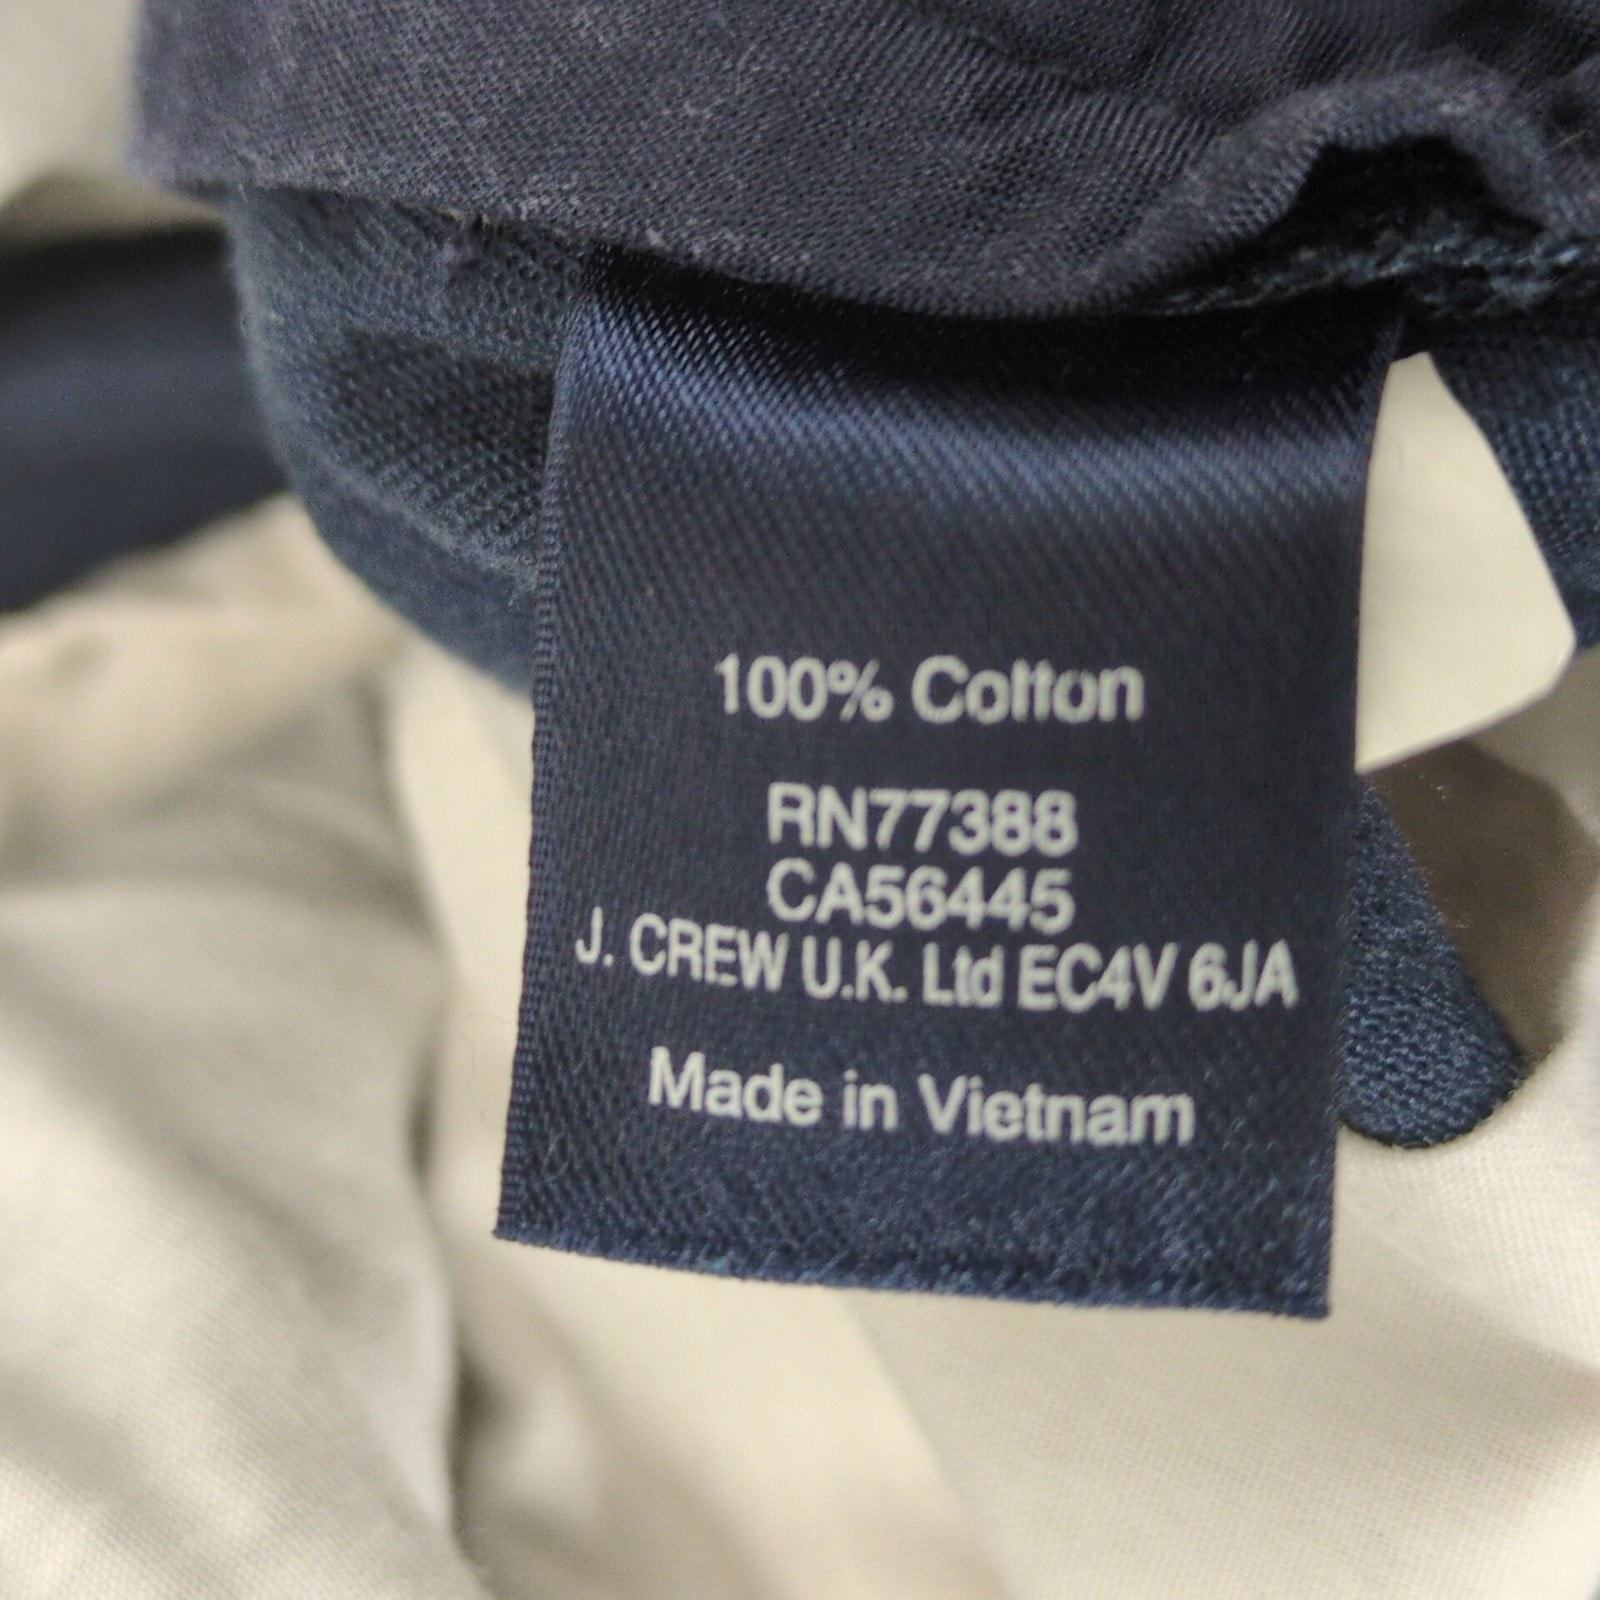 100% Cotton
RN77388
CA56445
J. CREW U.K. Ltd EC4V 6JA
Made in Vietnam